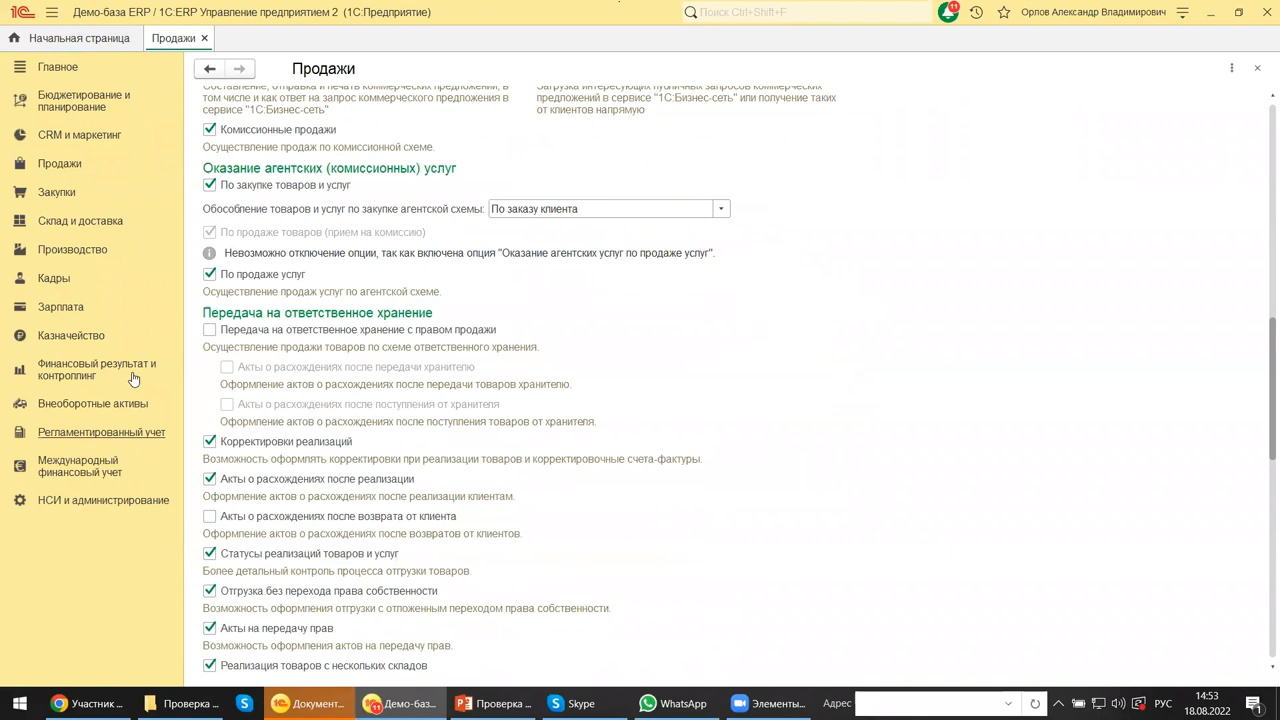 Демо-база ERP / 1С:ERP Управление предприятием 2 (1С:Предприятие)
Поиск Ctrl+Shift+F
11
Орлов Александр Владимирович
Начальная страница
Продажи
Главное
Бюджетирование и
планирование
CRM и маркетинг
Продажи
Закупки
Склад и доставка
Производство
Кадры
Зарплата
Казначейство
Финансовый результат и
контроллинг
Внеоборотные активы
Регламентированный учет
Международный
финансовый учет
НСИ и администрирование
Продажи
Составление, отправка и печать коммерческих предложений, в
том числе и как ответ на запрос коммерческого предложения в
сервисе "1С:Бизнес-сеть"
Загрузка интересующих публичных запросов коммерческих
предложений в сервисе "1С:Бизнес-сеть" или получение таких
от клиентов напрямую
Комиссионные продажи
Осуществление продаж по комиссионной схеме.
Оказание агентских (комиссионных) услуг
По закупке товаров и услуг
Обособление товаров и услуг по закупке агентской схемы: По заказу клиента
По продаже товаров (прием на комиссию)
Невозможно отключение опции, так как включена опция "Оказание агентских услуг по продаже услуг".
По продаже услуг
Осуществление продаж услуг по агентской схеме.
Передача на ответственное хранение
Передача на ответственное хранение с правом продажи
Осуществление продажи товаров по схеме ответственного хранения.
Акты о расхождениях после передачи хранителю
Оформление актов о расхождениях после передачи товаров хранителю.
Акты о расхождениях после поступления от хранителя
Оформление актов о расхождениях после поступления товаров от хранителя.
Корректировки реализаций
Возможность оформлять корректировки при реализации товаров и корректировочные счета-фактуры.
Акты о расхождениях после реализации
Оформление актов о расхождениях после реализации клиентам.
Акты о расхождениях после возврата от клиента
Оформление актов о расхождениях после возвратов от клиентов.
Статусы реализаций товаров и услуг
Более детальный контроль процесса отгрузки товаров.
Отгрузка без перехода права собственности
Возможность оформления отгрузки с отложенным переходом права собственности.
Акты на передачу прав
Возможность оформления актов на передачу прав.
Реализация товаров с нескольких складов
Участник ...
Проверка ...
Документ...
11
Демо-баз...
Проверка ...
Skype
WhatsApp
Элементы...
Адрес
РУС
14:53
18.08.2022
1